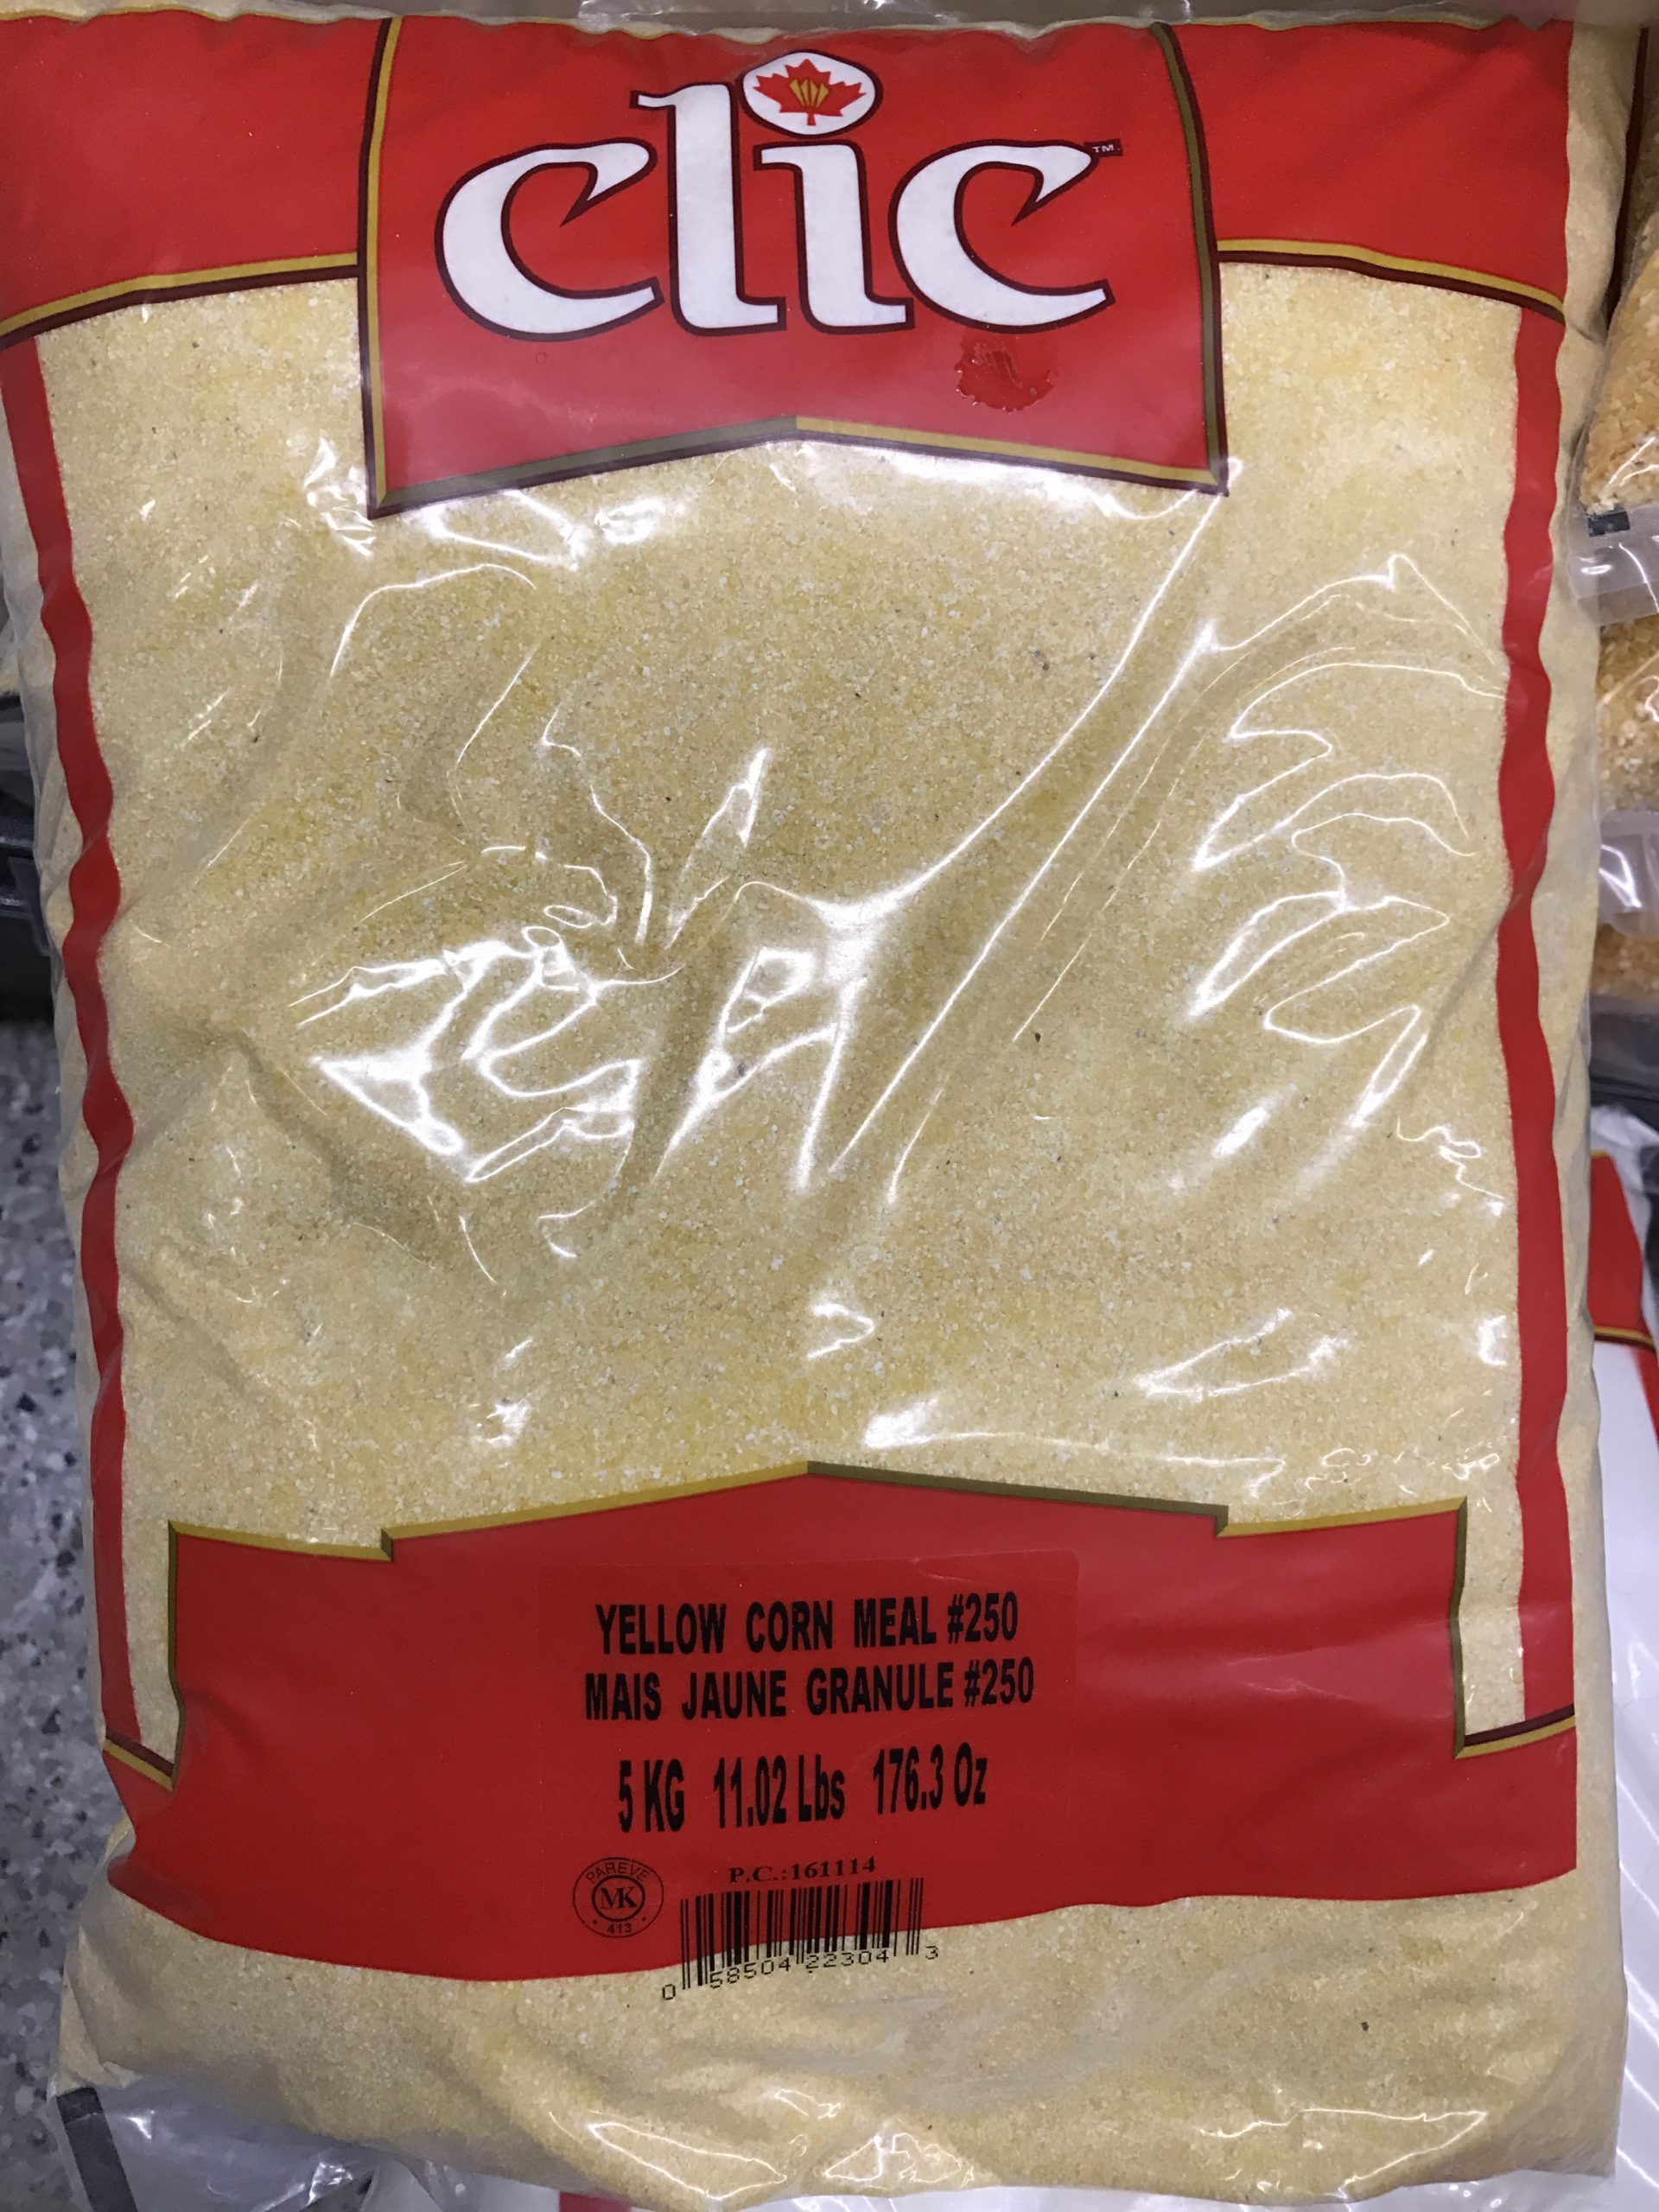 clic TM.
YELLOW CORN MEAL #250
MAIS JAUNE GRANULE #250
5 KG 11.02 Lbs 176.3 Oz
PAREVE
MK
413
P.C.:161114
0 58504 22304 3